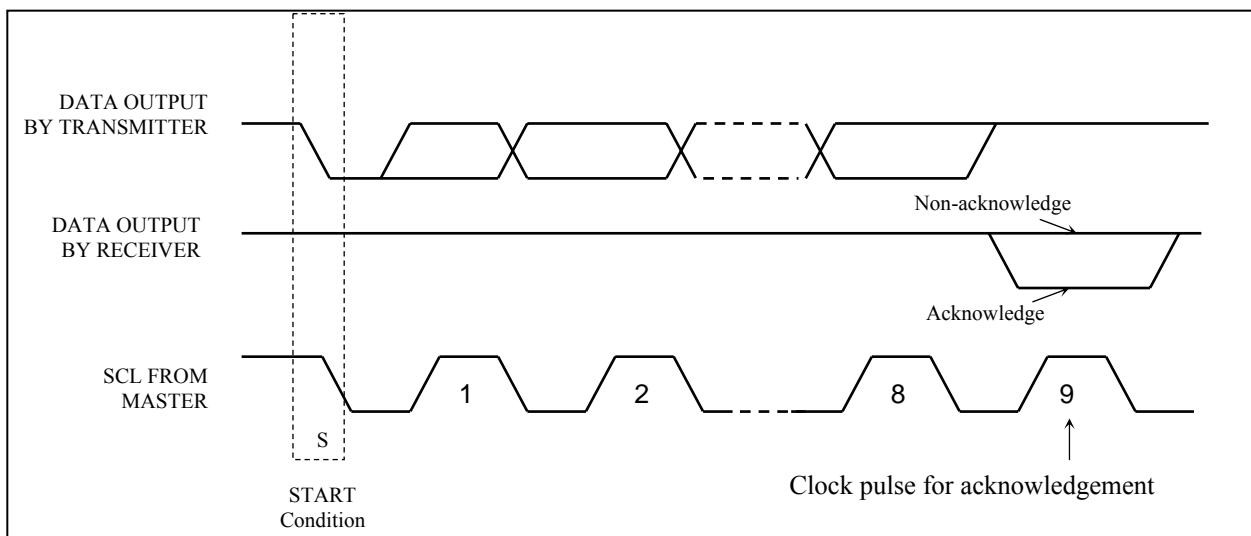 DATA OUTPUT
BY TRANSMITTER
Non-acknowledge
DATA OUTPUT
BY RECEIVER
Acknowledge
SCL FROM
MASTER
1
2
8
9
S
START
Condition
Clock pulse for acknowledgement